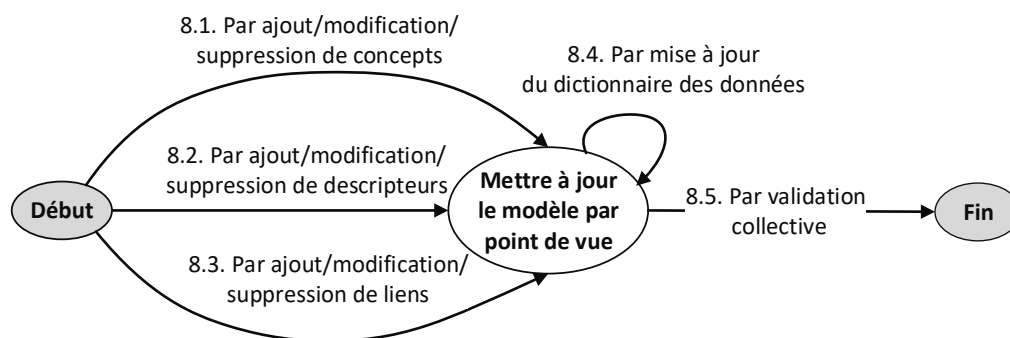 8.1. Par ajout/modification/
suppression de concepts
8.4. Par mise à jour
du dictionnaire des données
8.2. Par ajout/modification/
suppression de descripteurs
Début
Mettre à jour
le modèle par
point de vue
8.5. Par validation
collective
Fin
8.3. Par ajout/modification/
suppression de liens